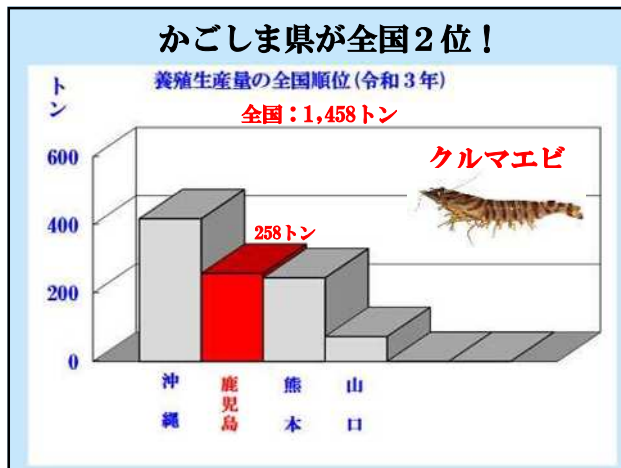 かごしま県が全国２位！
トン
養殖生産量の全国順位(令和３年)
全国：1,458トン
クルマエビ
258トン
600
400
200
0
沖縄
鹿児島
熊本
山口